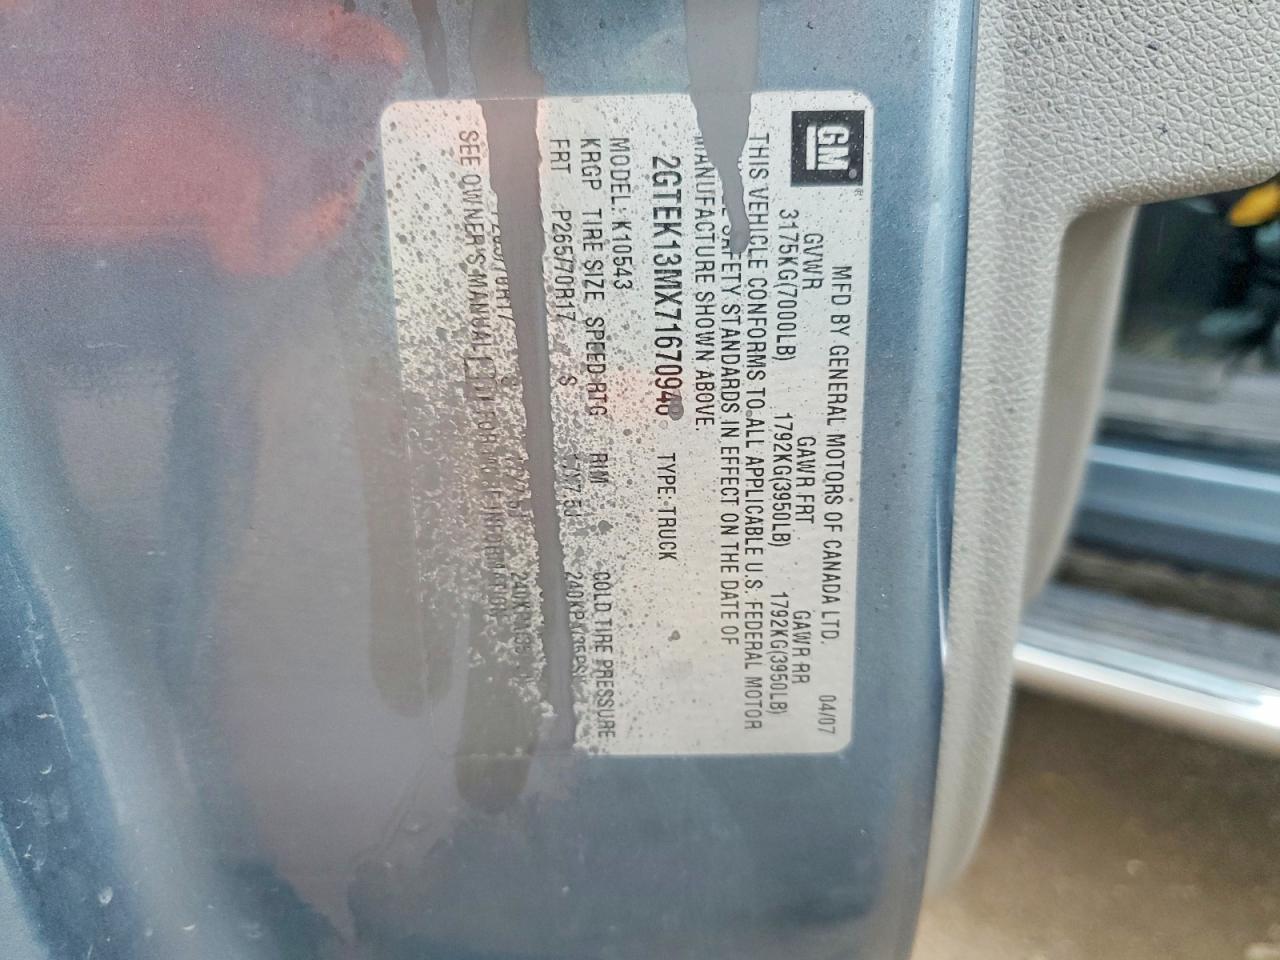 GM
MFD BY GENERAL MOTORS OF CANADA LTD. 04/07
GVWR GAWR FRT GAWR RR
3175KG(7000LB) 1792KG(3950LB) 1792KG(3950LB)
THIS VEHICLE CONFORMS TO ALL APPLICABLE U.S. FEDERAL MOTOR
SAFETY STANDARDS IN EFFECT ON THE DATE OF
MANUFACTURE SHOWN ABOVE.
2GTEK13MX71670948 TYPE: TRUCK
MODEL: K10543
KRGP TIRE SIZE SPEED RTG RIM COLD TIRE PRESSURE
FRT P265/70R17 S
SEE OWNER'S MANUAL FOR INFORMATION